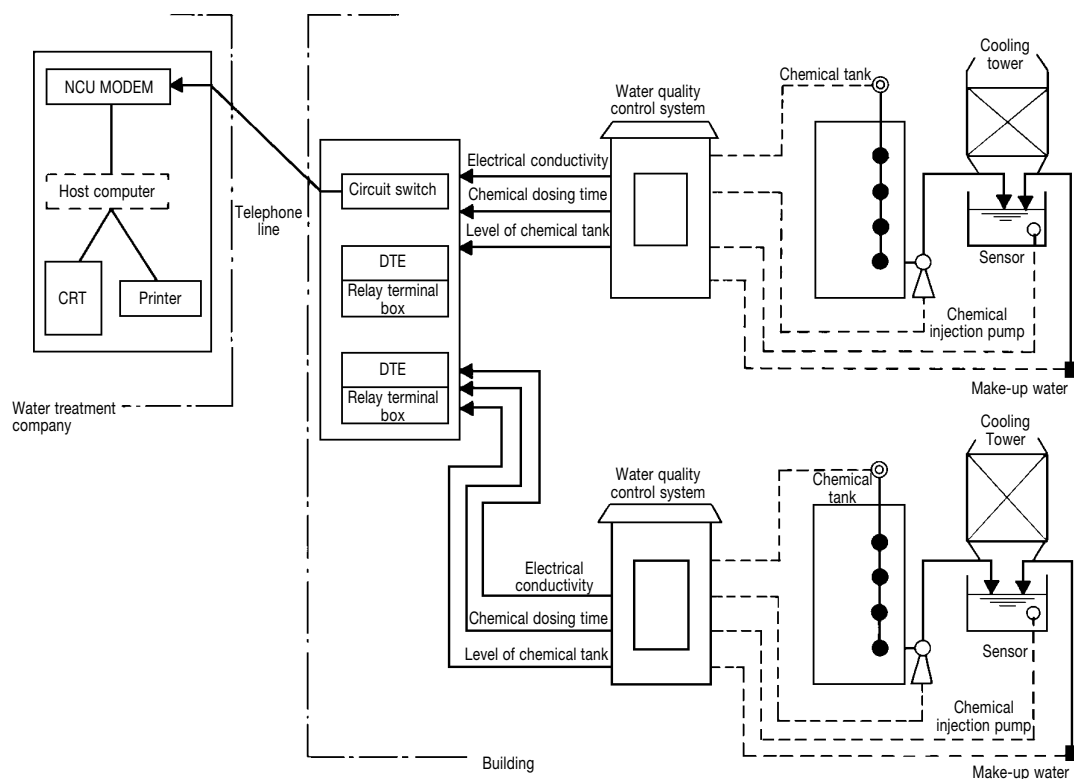 NCU MODEM
Host computer
CRT
Printer
Water treatment
company
Telephone
line
Circuit switch
DTE
Relay terminal
box
DTE
Relay terminal
box
Building
Water quality
control system
Electrical conductivity
Chemical dosing time
Level of chemical tank
Chemical tank
Cooling
tower
Sensor
Chemical
injection pump
Make-up water
Water quality
control system
Electrical
conductivity
Chemical dosing time
Level of chemical tank
Chemical
tank
Cooling
Tower
Sensor
Chemical
injection pump
Make-up water